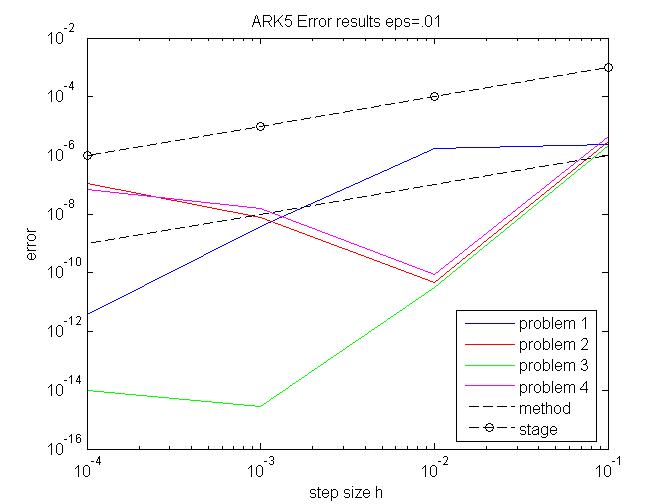 ARK5 Error results eps=.01
10^-2
10^-4
10^-6
10^-8
10^-10
10^-12
10^-14
10^-16
error
problem 1
problem 2
problem 3
problem 4
method
stage
10^-4 10^-3 10^-2 10^-1
step size h